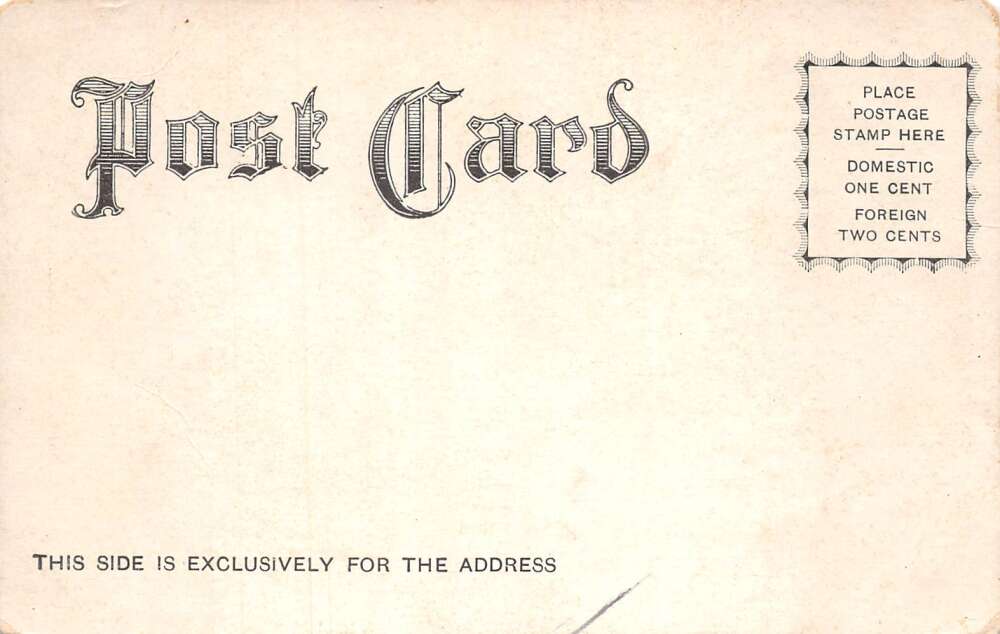 Post Card
PLACE
POSTAGE
STAMP HERE
DOMESTIC
ONE CENT
FOREIGN
TWO CENTS
THIS SIDE IS EXCLUSIVELY FOR THE ADDRESS